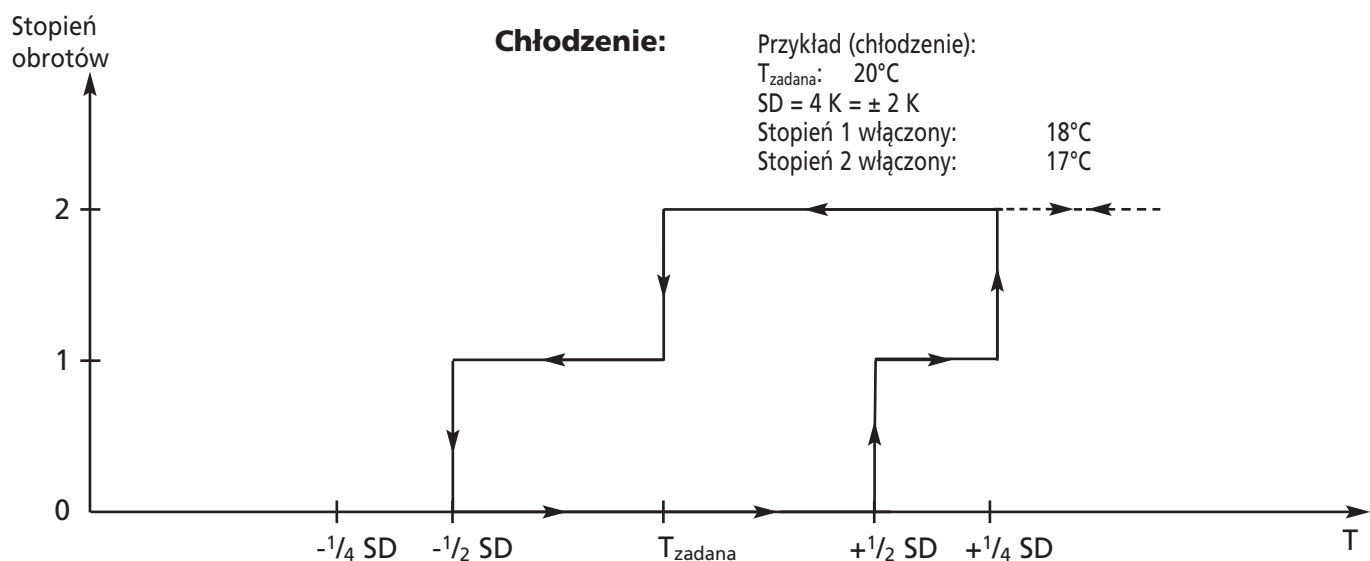 Stopień
obrotów
Chłodzenie:
Przykład (chłodzenie):
Tzadana: 20°C
SD = 4 K = ± 2 K
Stopień 1 włączony: 18°C
Stopień 2 włączony: 17°C
2
1
0
-1/4 SD -1/2 SD Tzadana +1/2 SD +1/4 SD T